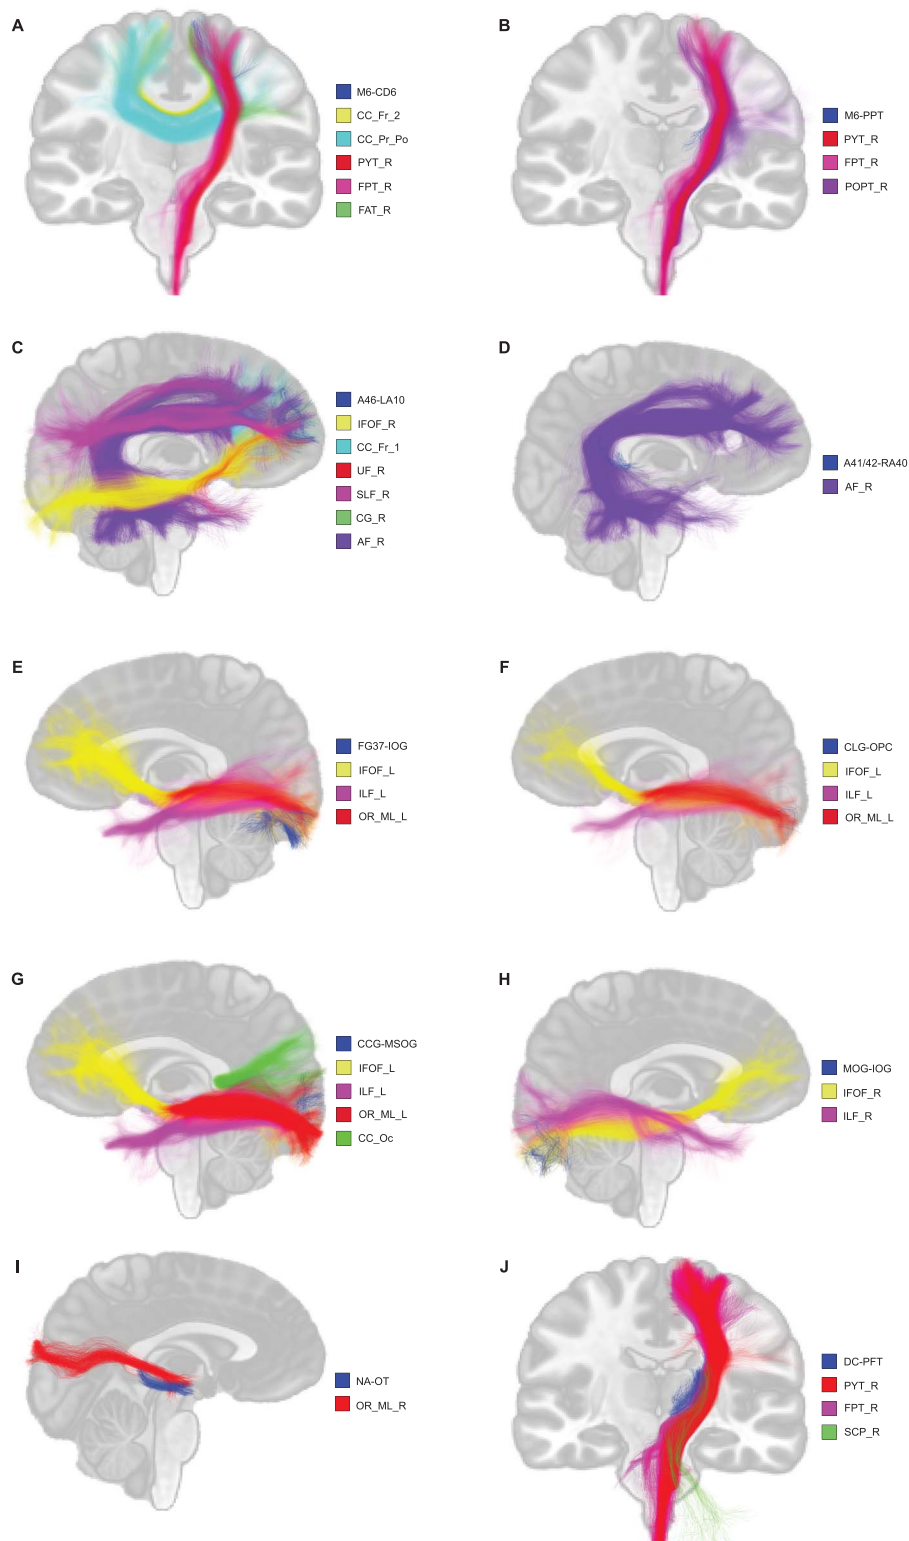 A
M6-CD6
CC_Fr_2
CC_Pr_Po
PYT_R
FPT_R
FAT_R
B
M6-PPT
PYT_R
FPT_R
POPT_R
C
A46-LA10
IFOF_R
CC_Fr_1
UF_R
SLF_R
CG_R
AF_R
D
A41/42-RA40
AF_R
E
FG37-IOG
IFOF_L
ILF_L
OR_ML_L
F
CLG-OPC
IFOF_L
ILF_L
OR_ML_L
G
CCG-MSOG
IFOF_L
ILF_L
OR_ML_L
CC_Oc
H
MOG-IOG
IFOF_R
ILF_R
I
NA-OT
OR_ML_R
J
DC-PFT
PYT_R
FPT_R
SCP_R